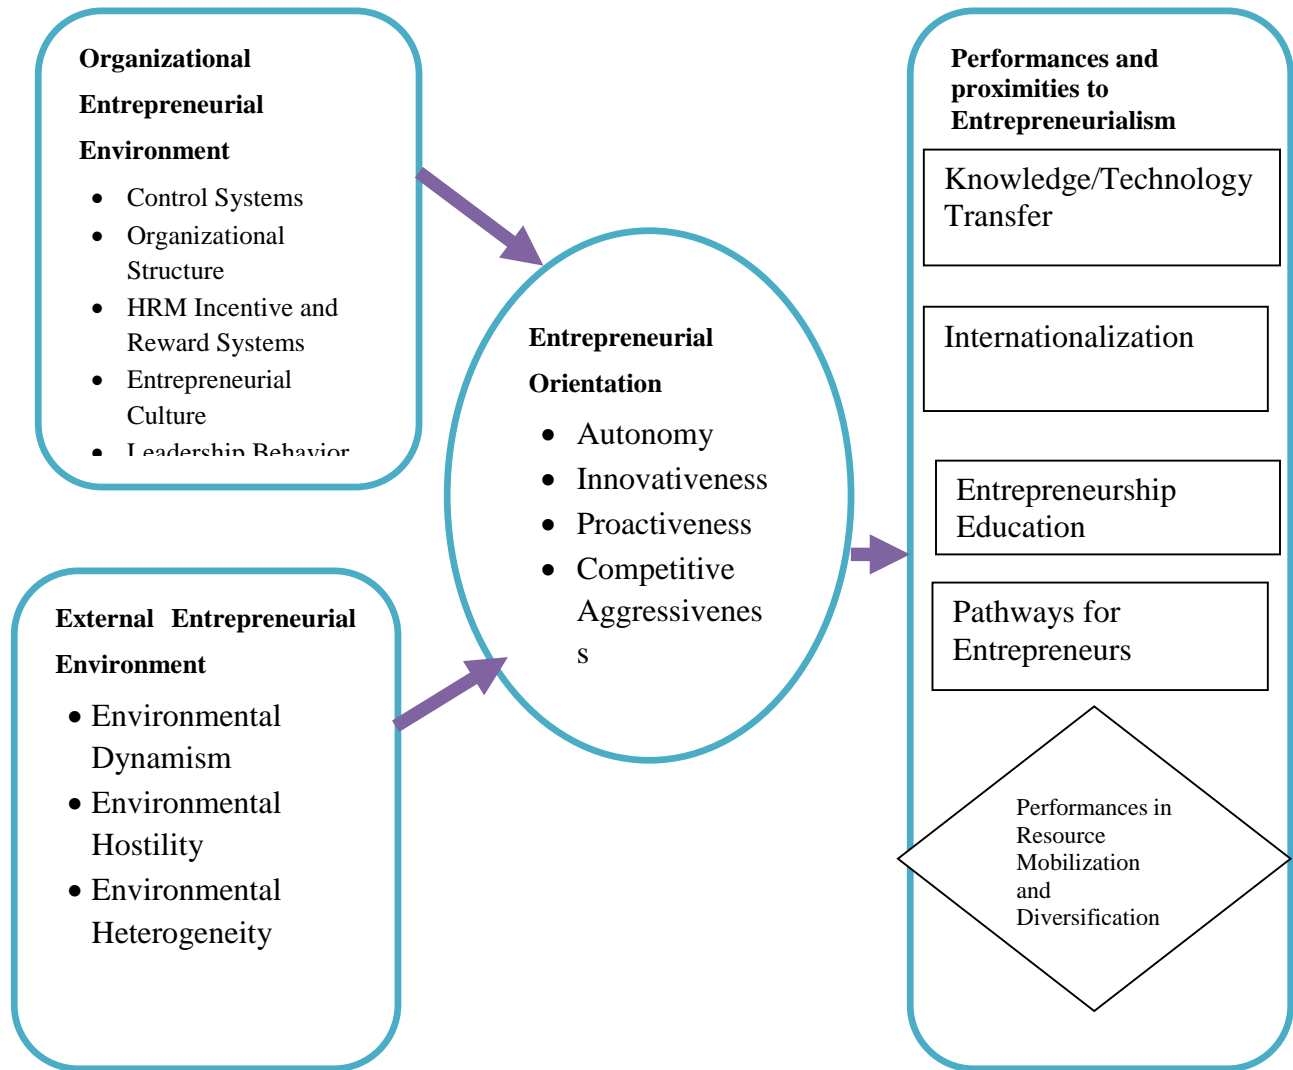 Organizational
Entrepreneurial
Environment
• Control Systems
• Organizational
Structure
• HRM Incentive and
Reward Systems
• Entrepreneurial
Culture
• Leadership Behavior
External Entrepreneurial
Environment
• Environmental
Dynamism
• Environmental
Hostility
• Environmental
Heterogeneity
Entrepreneurial
Orientation
• Autonomy
• Innovativeness
• Proactiveness
• Competitive
Aggressivenes
s
Performances and
proximities to
Entrepreneurialism
Knowledge/Technology
Transfer
Internationalization
Entrepreneurship
Education
Pathways for
Entrepreneurs
Performances in
Resource
Mobilization
and
Diversification